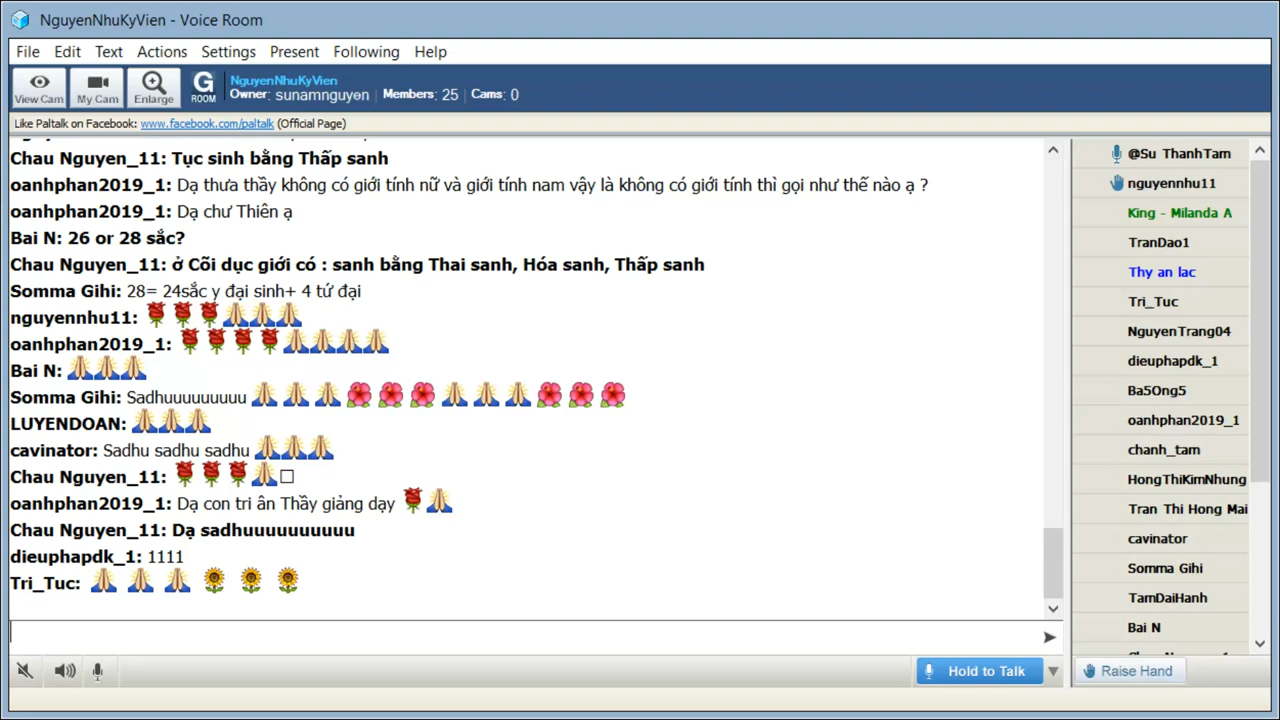 NguyenNhuKyVien - Voice Room
File Edit Text Actions Settings Present Following Help
View Cam My Cam Enlarge G ROOM
NguyenNhuKyVien
Owner: sunamnguyen Members: 25 Cams: 0
Like Paltalk on Facebook: www.facebook.com/paltalk (Official Page)
Chau Nguyen_11: Tục sinh bằng Thấp sanh
oanhphan2019_1: Dạ thưa thầy không có giới tính nữ và giới tính nam vậy là không có giới tính thì gọi như thế nào ạ ?
oanhphan2019_1: Dạ chư Thiên ạ
Bai N: 26 or 28 sắc?
Chau Nguyen_11: ở Cõi dục giới có : sanh bằng Thai sanh, Hóa sanh, Thấp sanh
Somma Gihi: 28= 24sắc y đại sinh+ 4 tứ đại
nguyennhu11: 🌹🌹🌹🙏🙏🙏
oanhphan2019_1: 🌹🌹🌹🌹🙏🙏🙏🙏
Bai N: 🙏🙏🙏
Somma Gihi: Sadhuuuuuuuuu 🙏🙏🙏🌺🌺🌺🙏🙏🙏🌺🌺🌺
LUYENDOAN: 🙏🙏🙏
cavinator: Sadhu sadhu sadhu 🙏🙏🙏
Chau Nguyen_11: 🌹🌹🌹🙏□
oanhphan2019_1: Dạ con tri ân Thầy giảng dạy 🌹🙏
Chau Nguyen_11: Dạ sadhuuuuuuuuuu
dieuphapdk_1: 1111
Tri_Tuc: 🙏🙏🙏🌻🌻🌻
@Su ThanhTam
nguyennhu11
King - Milanda A
TranDao1
Thy an lac
Tri_Tuc
NguyenTrang04
dieuphapdk_1
Ba5Ong5
oanhphan2019_1
chanh_tam
HongThiKimNhung
Tran Thi Hong Mai
cavinator
Somma Gihi
TamDaiHanh
Bai N
Hold to Talk
Raise Hand